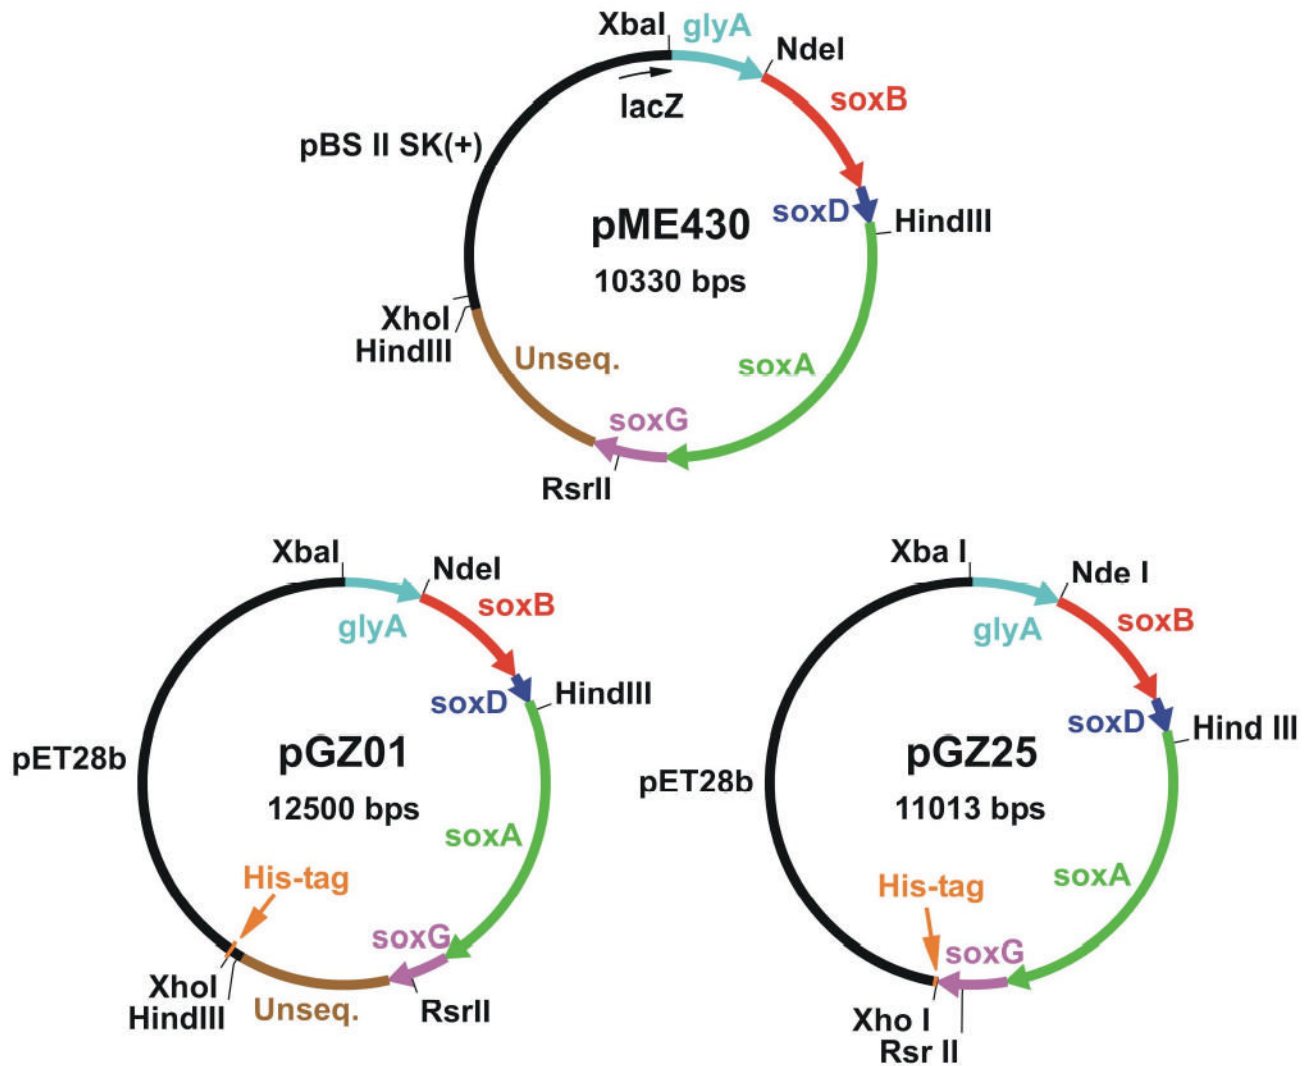 XbaI glyA
NdeI
soxB
lacZ
pBS II SK(+)
pME430
10330 bps
soxD
HindIII
XhoI
HindIII
Unseq.
soxA
soxG
RsrII
XbaI
NdeI
soxB
glyA
soxD
HindIII
pET28b
pGZ01
12500 bps
soxA
His-tag
soxG
XhoI
HindIII
Unseq.
RsrII
Xba I
Nde I
soxB
glyA
soxD
Hind III
pET28b
pGZ25
11013 bps
soxA
His-tag
soxG
Xho I
Rsr II